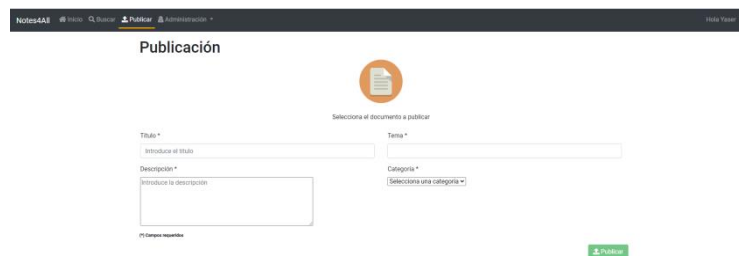 Notes4All Inicio Buscar Publicar Administración Hola Yaser
Publicación
Selecciona el documento a publicar
Título * Tema *
Introduce el título
Descripción * Categoría *
Introduce la descripción Selecciona una categoría
(*) Campos requeridos
Publicar